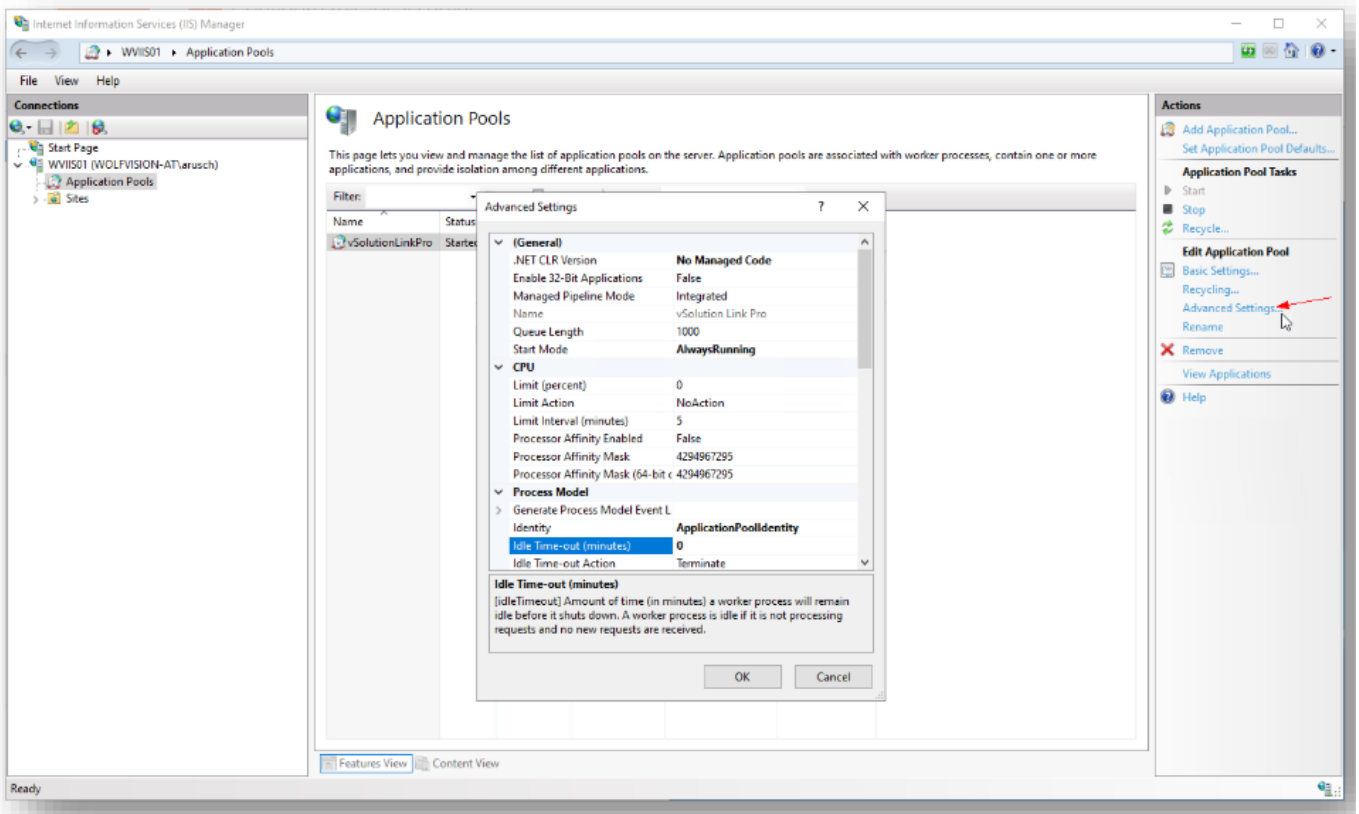 Internet Information Services (IIS) Manager
WVIIS01 Application Pools
File View Help
Connections
Start Page
WVIIS01 (WOLFVISION-AT\arusch)
Application Pools
Sites
Application Pools
This page lets you view and manage the list of application pools on the server. Application pools are associated with worker processes, contain one or more
applications, and provide isolation among different applications.
Filter:
Name Status
vSolutionLinkPro Started
Advanced Settings ?
(General)
.NET CLR Version No Managed Code
Enable 32-Bit Applications False
Managed Pipeline Mode Integrated
Name vSolution Link Pro
Queue Length 1000
Start Mode AlwaysRunning
CPU
Limit (percent) 0
Limit Action NoAction
Limit Interval (minutes) 5
Processor Affinity Enabled False
Processor Affinity Mask 4294967295
Processor Affinity Mask (64-bit c 4294967295
Process Model
Generate Process Model Event L
Identity ApplicationPoolIdentity
Idle Time-out (minutes) 0
Idle Time-out Action Terminate
Idle Time-out (minutes)
[idleTimeout] Amount of time (in minutes) a worker process will remain
idle before it shuts down. A worker process is idle if it is not processing
requests and no new requests are received.
OK Cancel
Features View Content View
Actions
Add Application Pool...
Set Application Pool Defaults...
Application Pool Tasks
Start
Stop
Recycle...
Edit Application Pool
Basic Settings...
Recycling...
Advanced Settings...
Rename
Remove
View Applications
Help
Ready